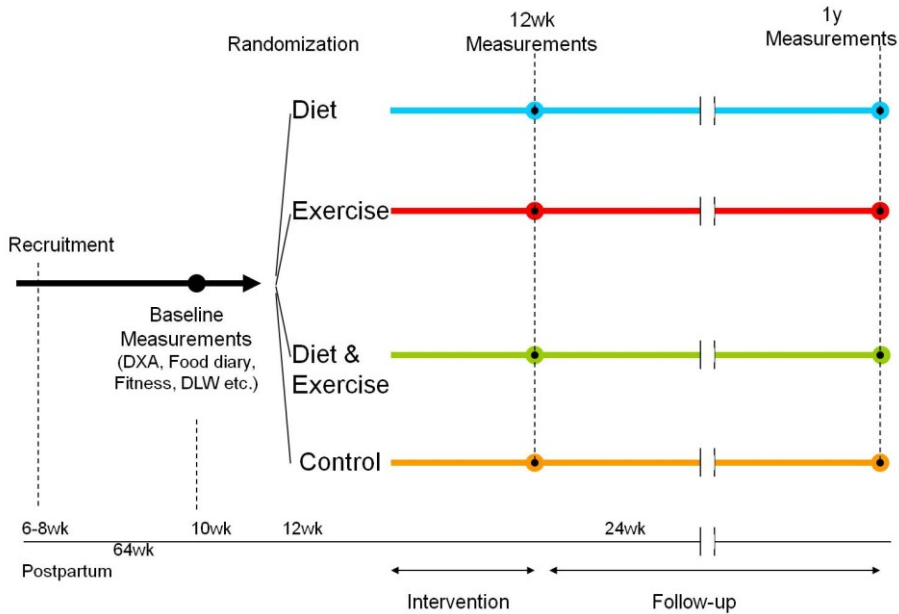 12wk
Measurements
1y
Measurements
Randomization
Diet
Exercise
Recruitment
Baseline
Measurements
(DXA, Food diary,
Fitness, DLW etc.)
Diet &
Exercise
Control
6-8wk
10wk
12wk
24wk
64wk
Postpartum
Intervention
Follow-up